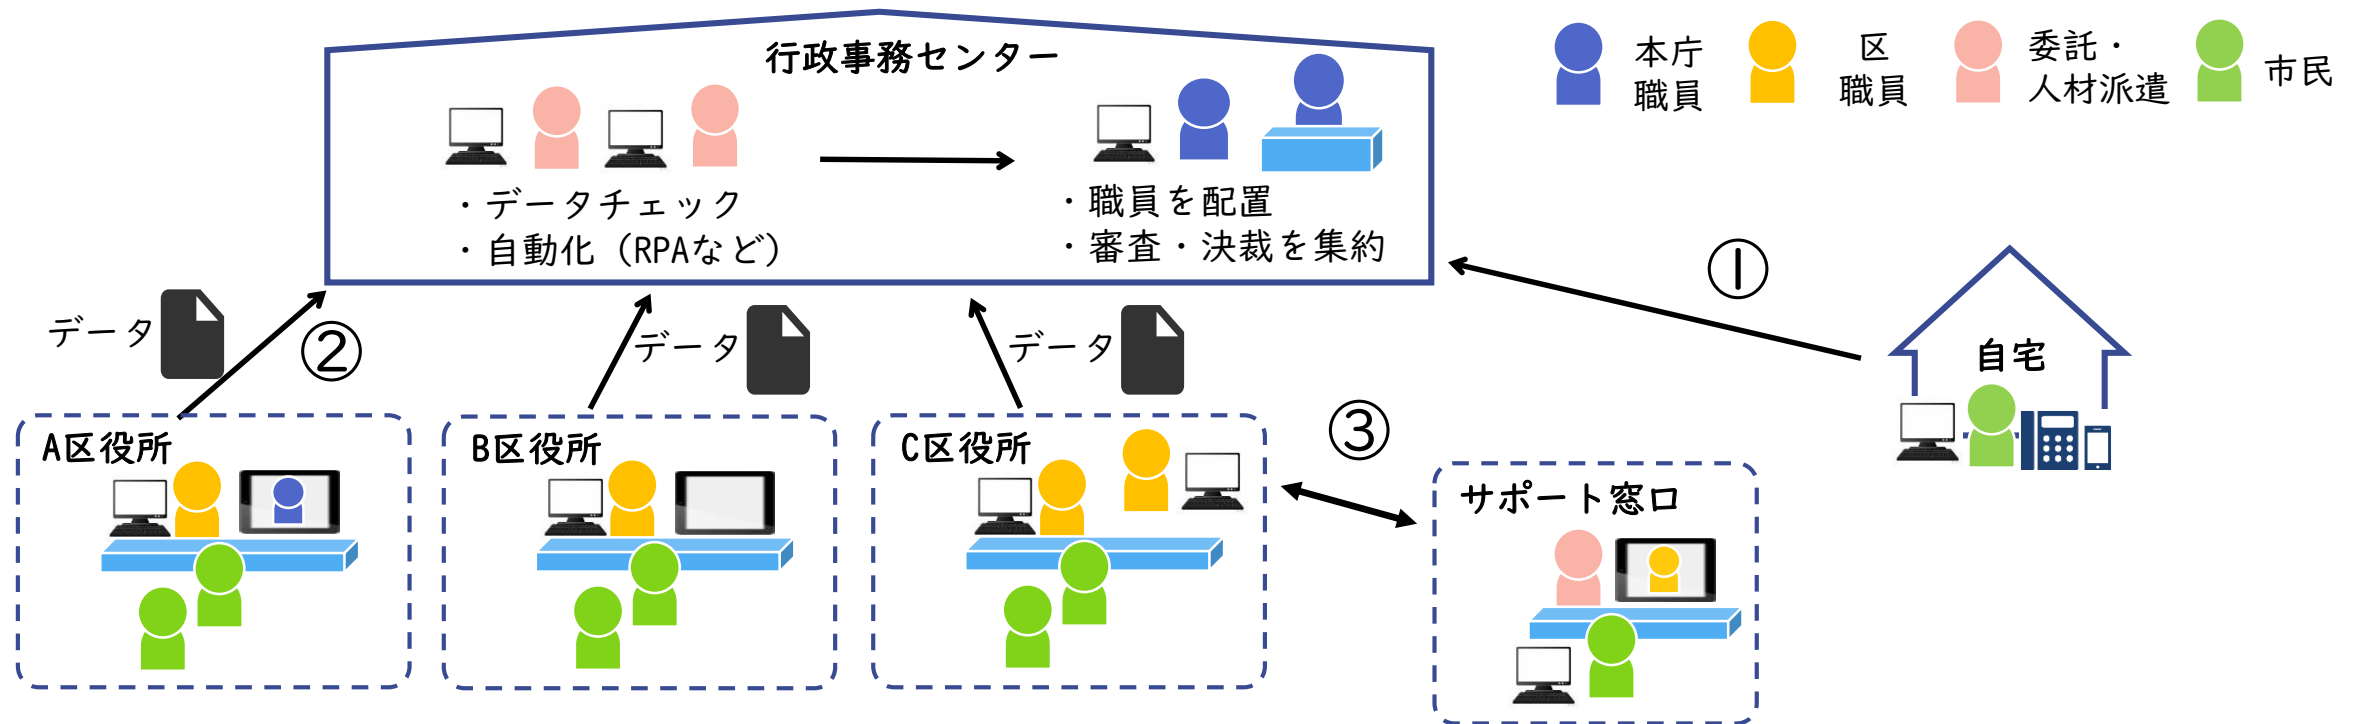 行政事務センター
本庁
職員
区
職員
委託・
人材派遣
市民
・データチェック
・自動化（RPAなど）
・職員を配置
・審査・決裁を集約
①
データ
②
データ
データ
自宅
③
A区役所
B区役所
C区役所
サポート窓口